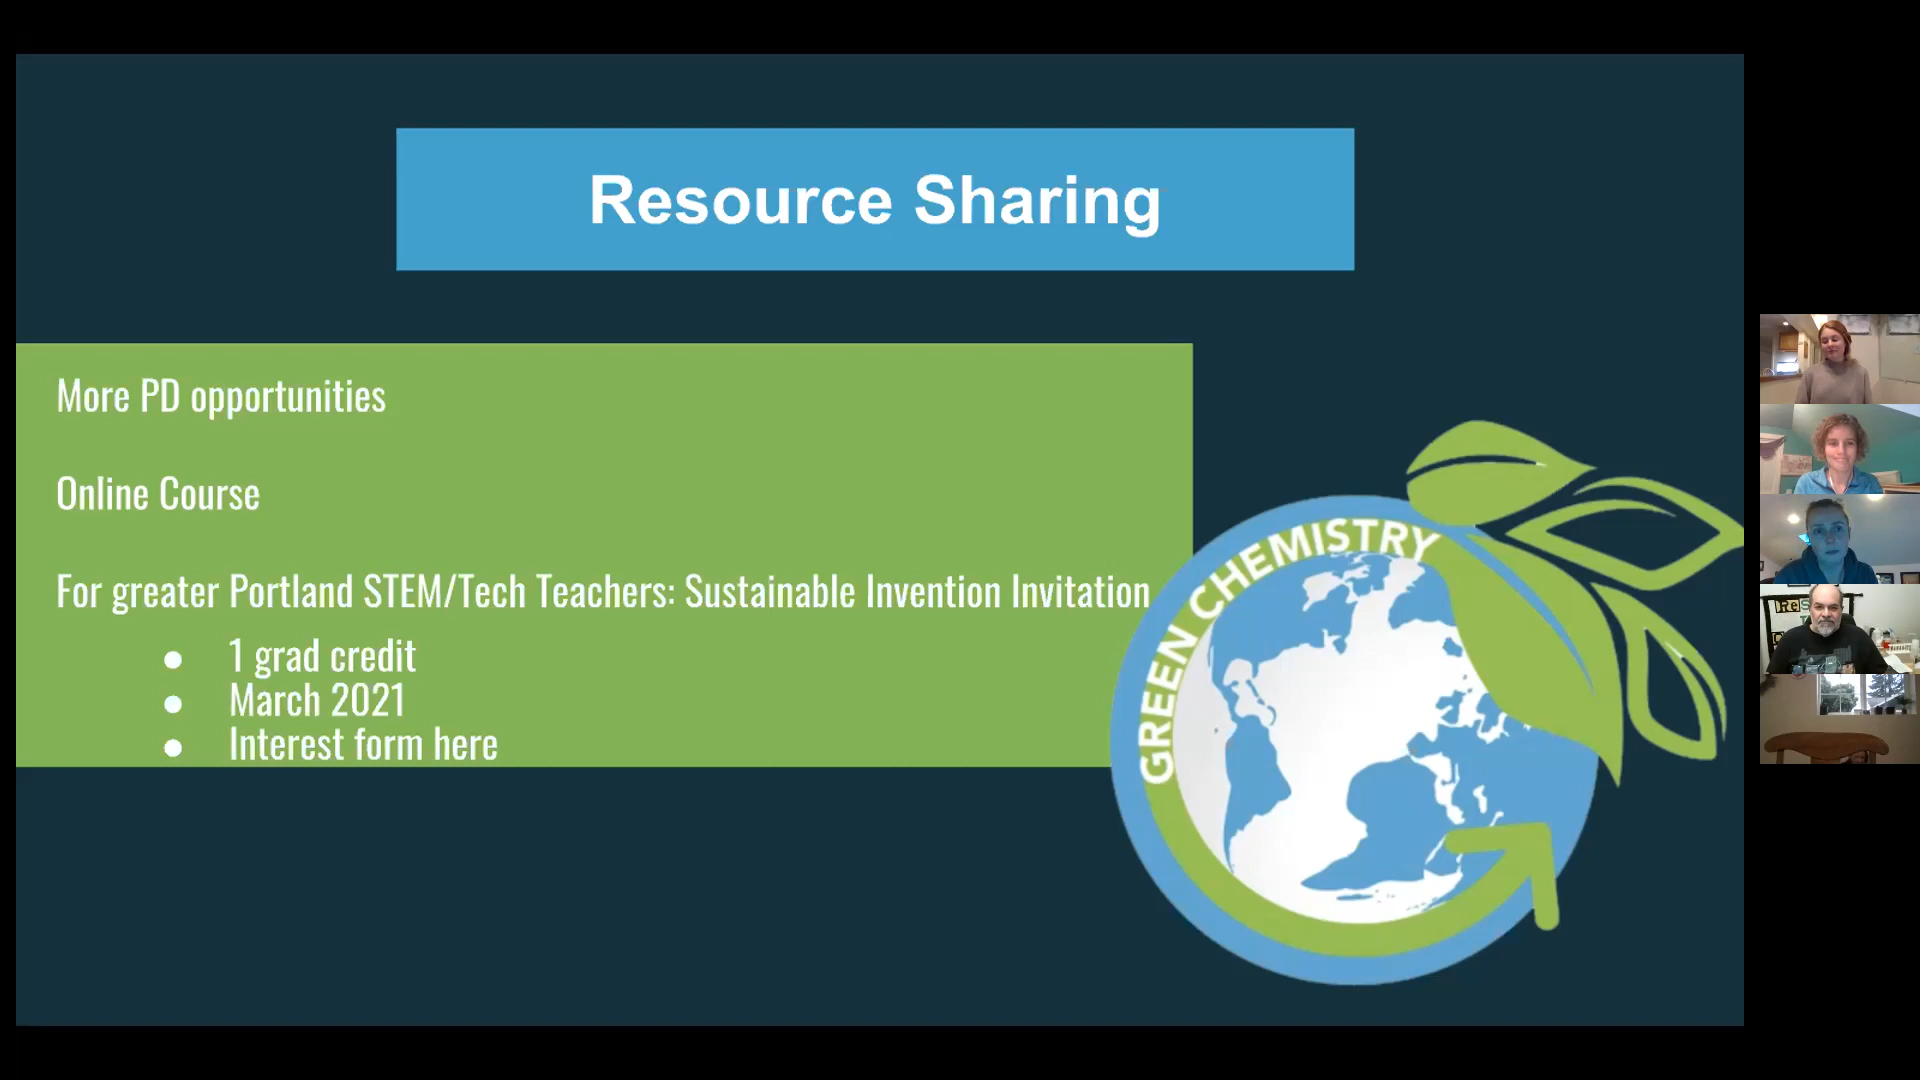 Resource Sharing
More PD opportunities
Online Course
For greater Portland STEM/Tech Teachers: Sustainable Invention Invitation
● 1 grad credit
● March 2021
● Interest form here
GREEN CHEMISTRY